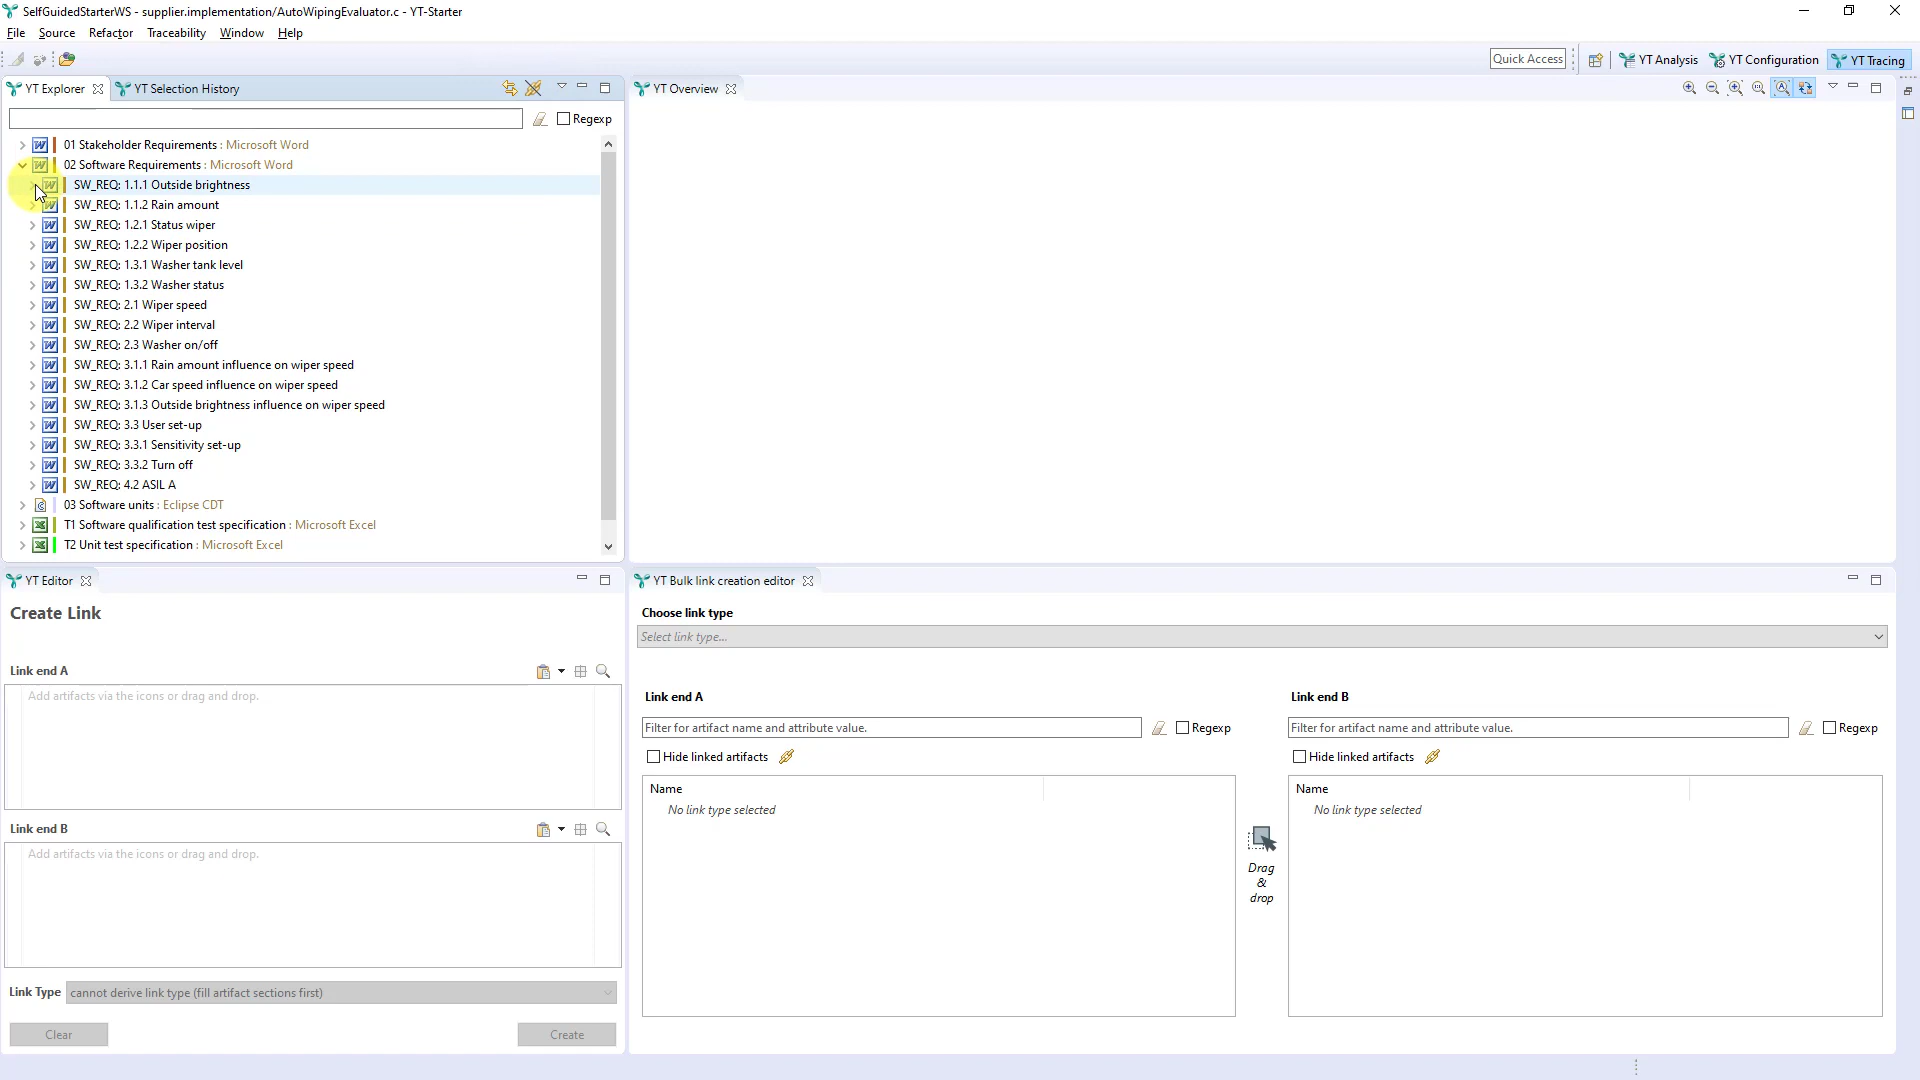 SelfGuidedStarterWS - supplier.implementation/AutoWipingEvaluator.c - YT-Starter
File Source Refactor Traceability Window Help
Quick Access
YT Analysis YT Configuration YT Tracing
YT Explorer YT Selection History
YT Overview
Regexp
01 Stakeholder Requirements : Microsoft Word
02 Software Requirements : Microsoft Word
SW_REQ: 1.1.1 Outside brightness
SW_REQ: 1.1.2 Rain amount
SW_REQ: 1.2.1 Status wiper
SW_REQ: 1.2.2 Wiper position
SW_REQ: 1.3.1 Washer tank level
SW_REQ: 1.3.2 Washer status
SW_REQ: 2.1 Wiper speed
SW_REQ: 2.2 Wiper interval
SW_REQ: 2.3 Washer on/off
SW_REQ: 3.1.1 Rain amount influence on wiper speed
SW_REQ: 3.1.2 Car speed influence on wiper speed
SW_REQ: 3.1.3 Outside brightness influence on wiper speed
SW_REQ: 3.3 User set-up
SW_REQ: 3.3.1 Sensitivity set-up
SW_REQ: 3.3.2 Turn off
SW_REQ: 4.2 ASIL A
03 Software units : Eclipse CDT
T1 Software qualification test specification : Microsoft Excel
T2 Unit test specification : Microsoft Excel
YT Editor
Create Link
Link end A
Add artifacts via the icons or drag and drop.
Link end B
Add artifacts via the icons or drag and drop.
Link Type cannot derive link type (fill artifact sections first)
Clear Create
YT Bulk link creation editor
Choose link type
Select link type...
Link end A
Filter for artifact name and attribute value.
Regexp
Hide linked artifacts
Name
No link type selected
Drag
&
drop
Link end B
Filter for artifact name and attribute value.
Regexp
Hide linked artifacts
Name
No link type selected